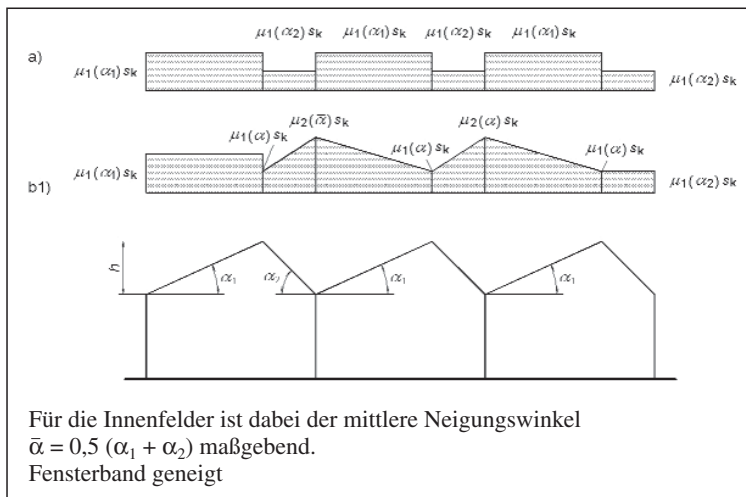 μ₁(α₂)sₖ μ₁(α₁)sₖ μ₁(α₂)sₖ μ₁(α₁)sₖ
a)
μ₁(α₁)sₖ μ₁(α₂)sₖ
μ₂(ᾱ)sₖ μ₂(α)sₖ
μ₁(α)sₖ μ₁(α)sₖ μ₁(α)sₖ
μ₁(α₁)sₖ
b1) μ₁(α₂)sₖ
h α₁ α₂ α₁ α₁
Für die Innenfelder ist dabei der mittlere Neigungswinkel
ᾱ = 0,5 (α₁ + α₂) maßgebend.
Fensterband geneigt